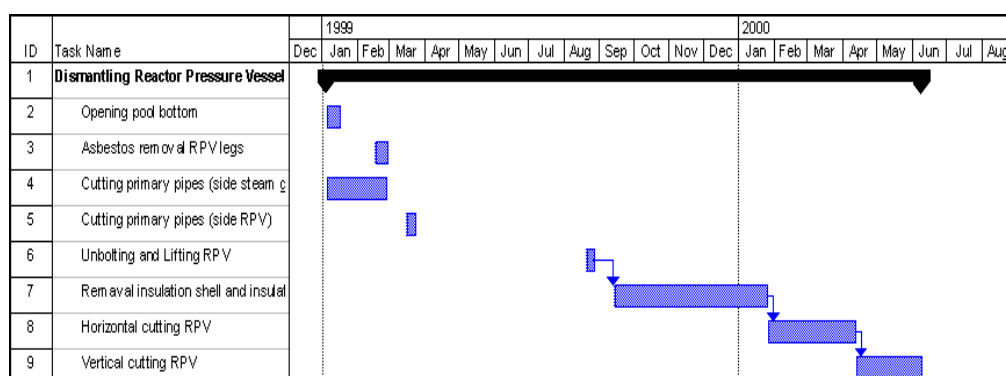 1999 2000
ID Task Name Dec Jan Feb Mar Apr May Jun Jul Aug Sep Oct Nov Dec Jan Feb Mar Apr May Jun Jul Aug
1 Dismantling Reactor Pressure Vessel
2 Opening pool bottom
3 Asbestos removal RPV legs
4 Cutting primary pipes (side steam g
5 Cutting primary pipes (side RPV)
6 Unbolting and Lifting RPV
7 Remaval insulation shell and insulat
8 Horizontal cutting RPV
9 Vertical cutting RPV